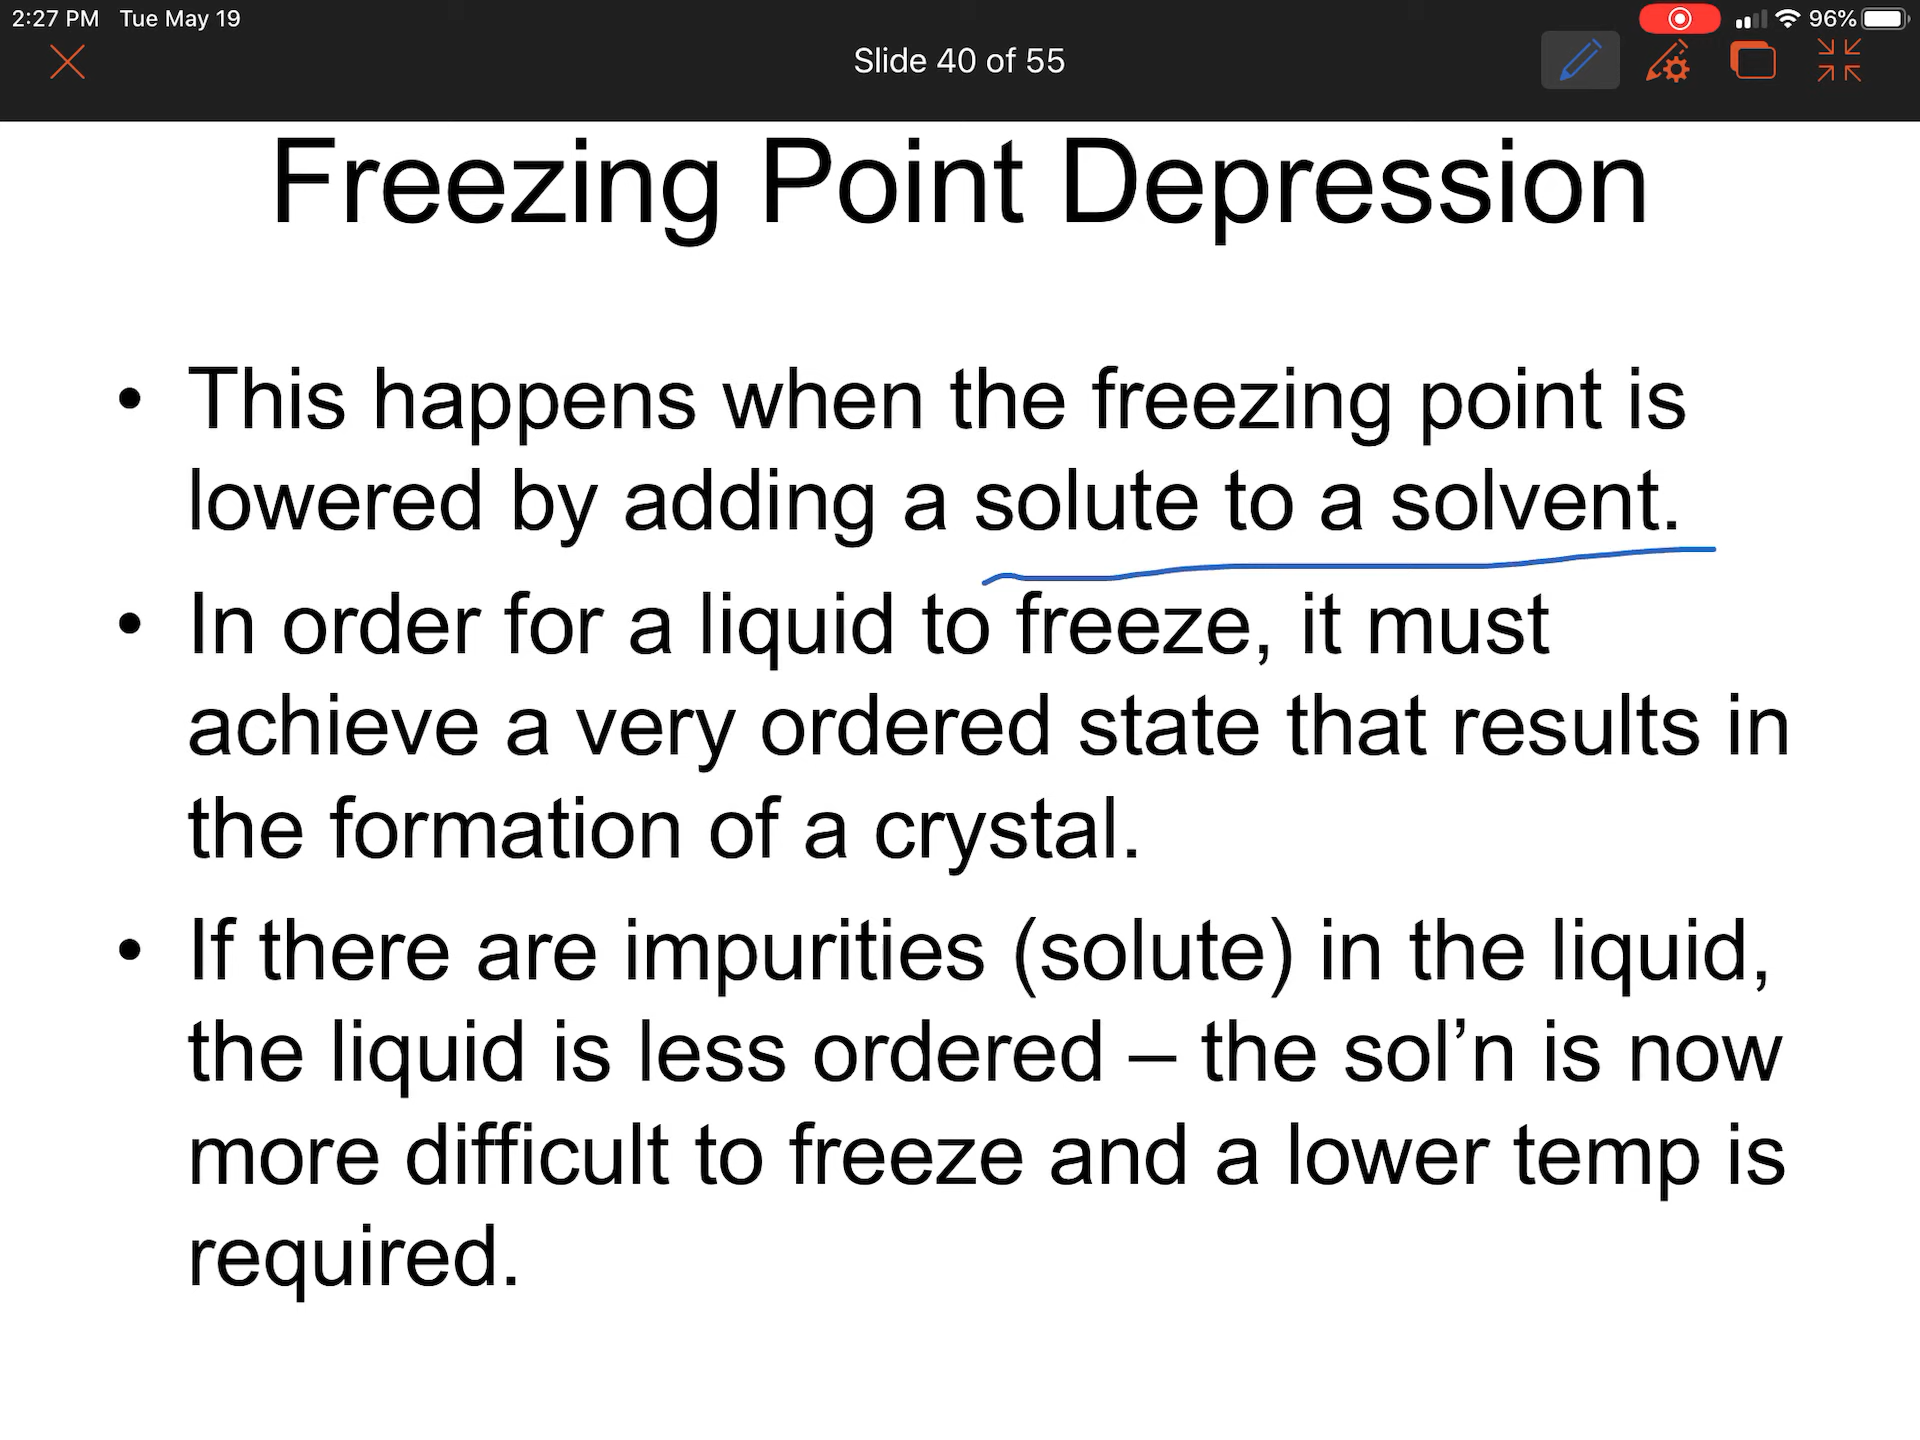 2:27 PM Tue May 19
96%
Slide 40 of 55
Freezing Point Depression
• This happens when the freezing point is
lowered by adding a solute to a solvent.
• In order for a liquid to freeze, it must
achieve a very ordered state that results in
the formation of a crystal.
• If there are impurities (solute) in the liquid,
the liquid is less ordered – the sol’n is now
more difficult to freeze and a lower temp is
required.